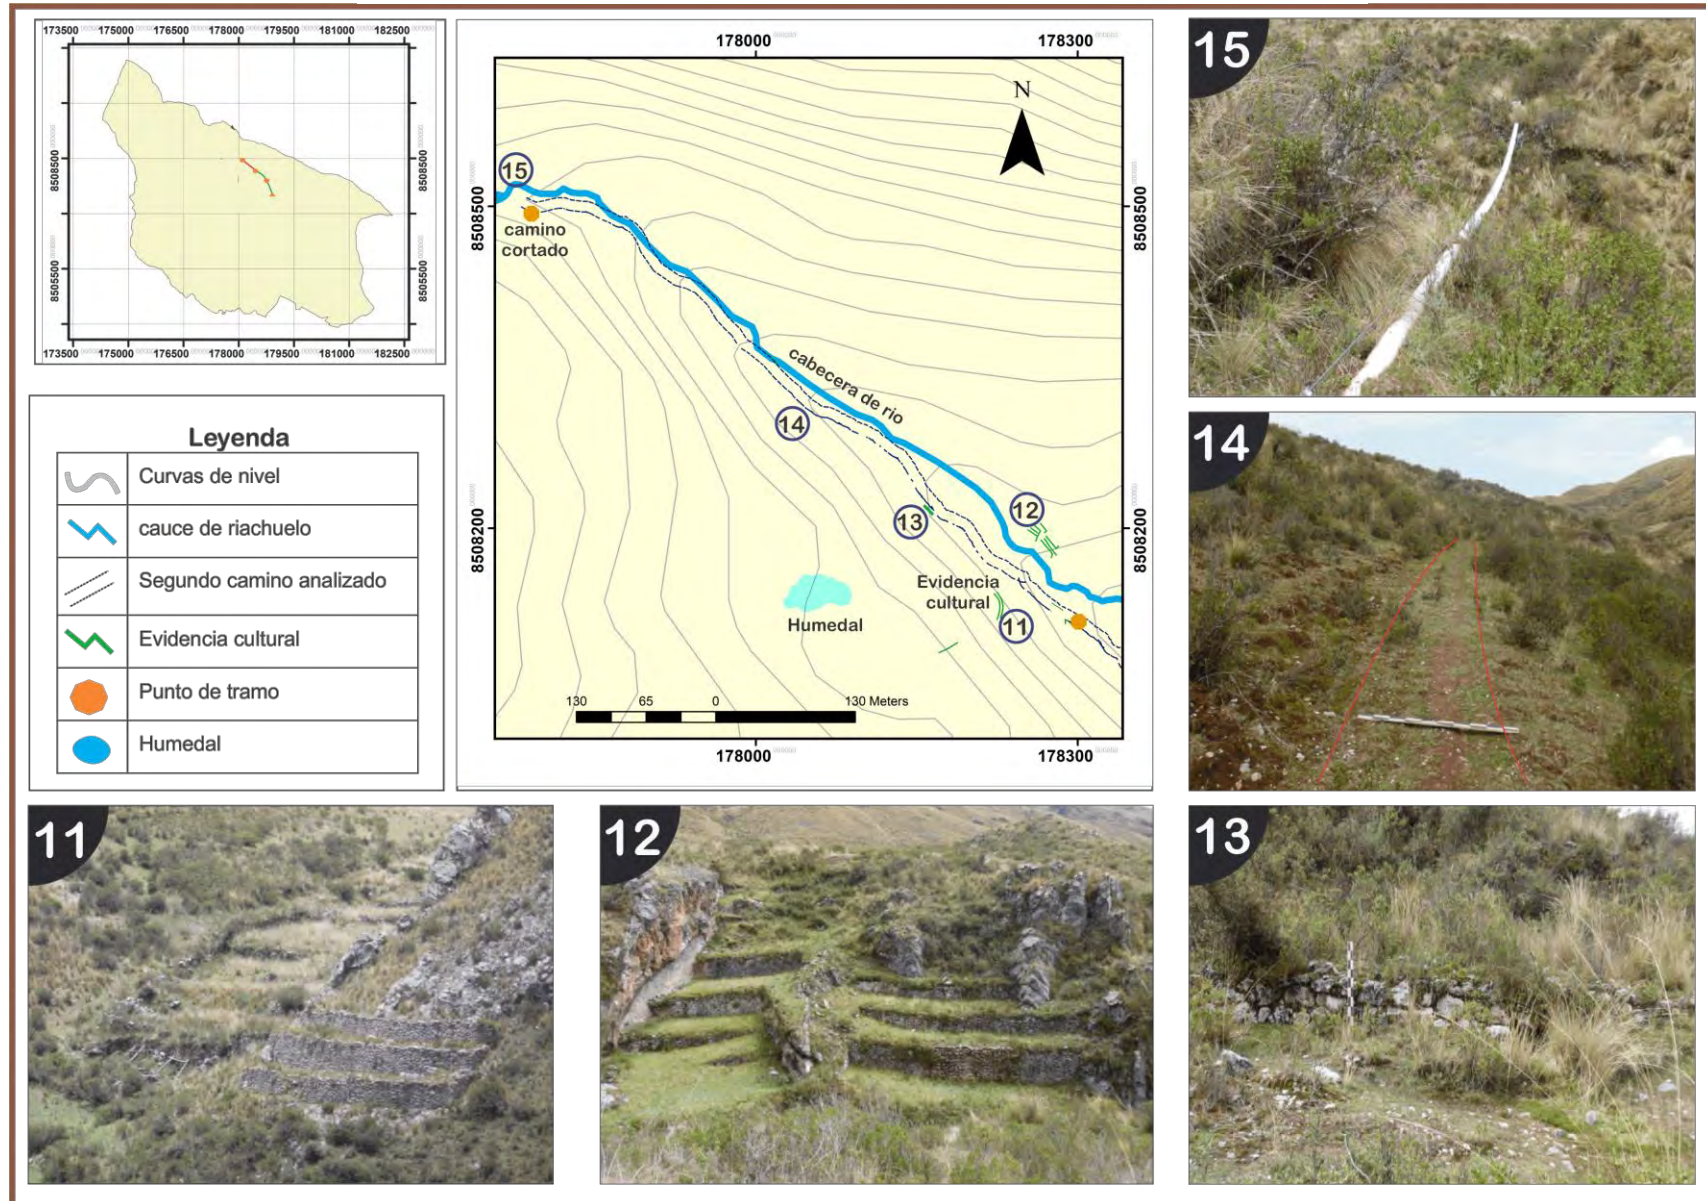 173500 175000 176500 178000 179500 181000 182500
8508500
8508500
8505500
8505500
173500 175000 176500 178000 179500 181000 182500
Leyenda
Curvas de nivel
cauce de riachuelo
Segundo camino analizado
Evidencia cultural
Punto de tramo
Humedal
178000 178300
N
8508500
8508500
15
camino
cortado
cabecera de rio
14
13
12
8508200
8508200
Evidencia
cultural
11
Humedal
130 65 0 130 Meters
178000 178300
15
14
11
12
13